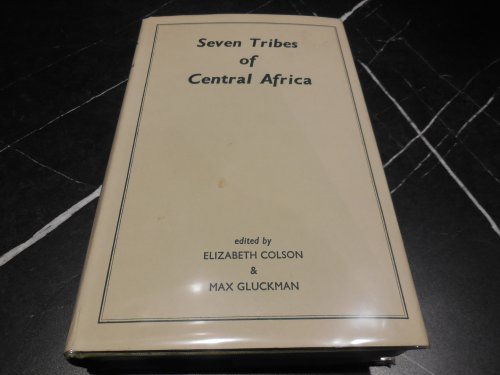 Seven Tribes
of
Central Africa
edited by
ELIZABETH COLSON
&
MAX GLUCKMAN